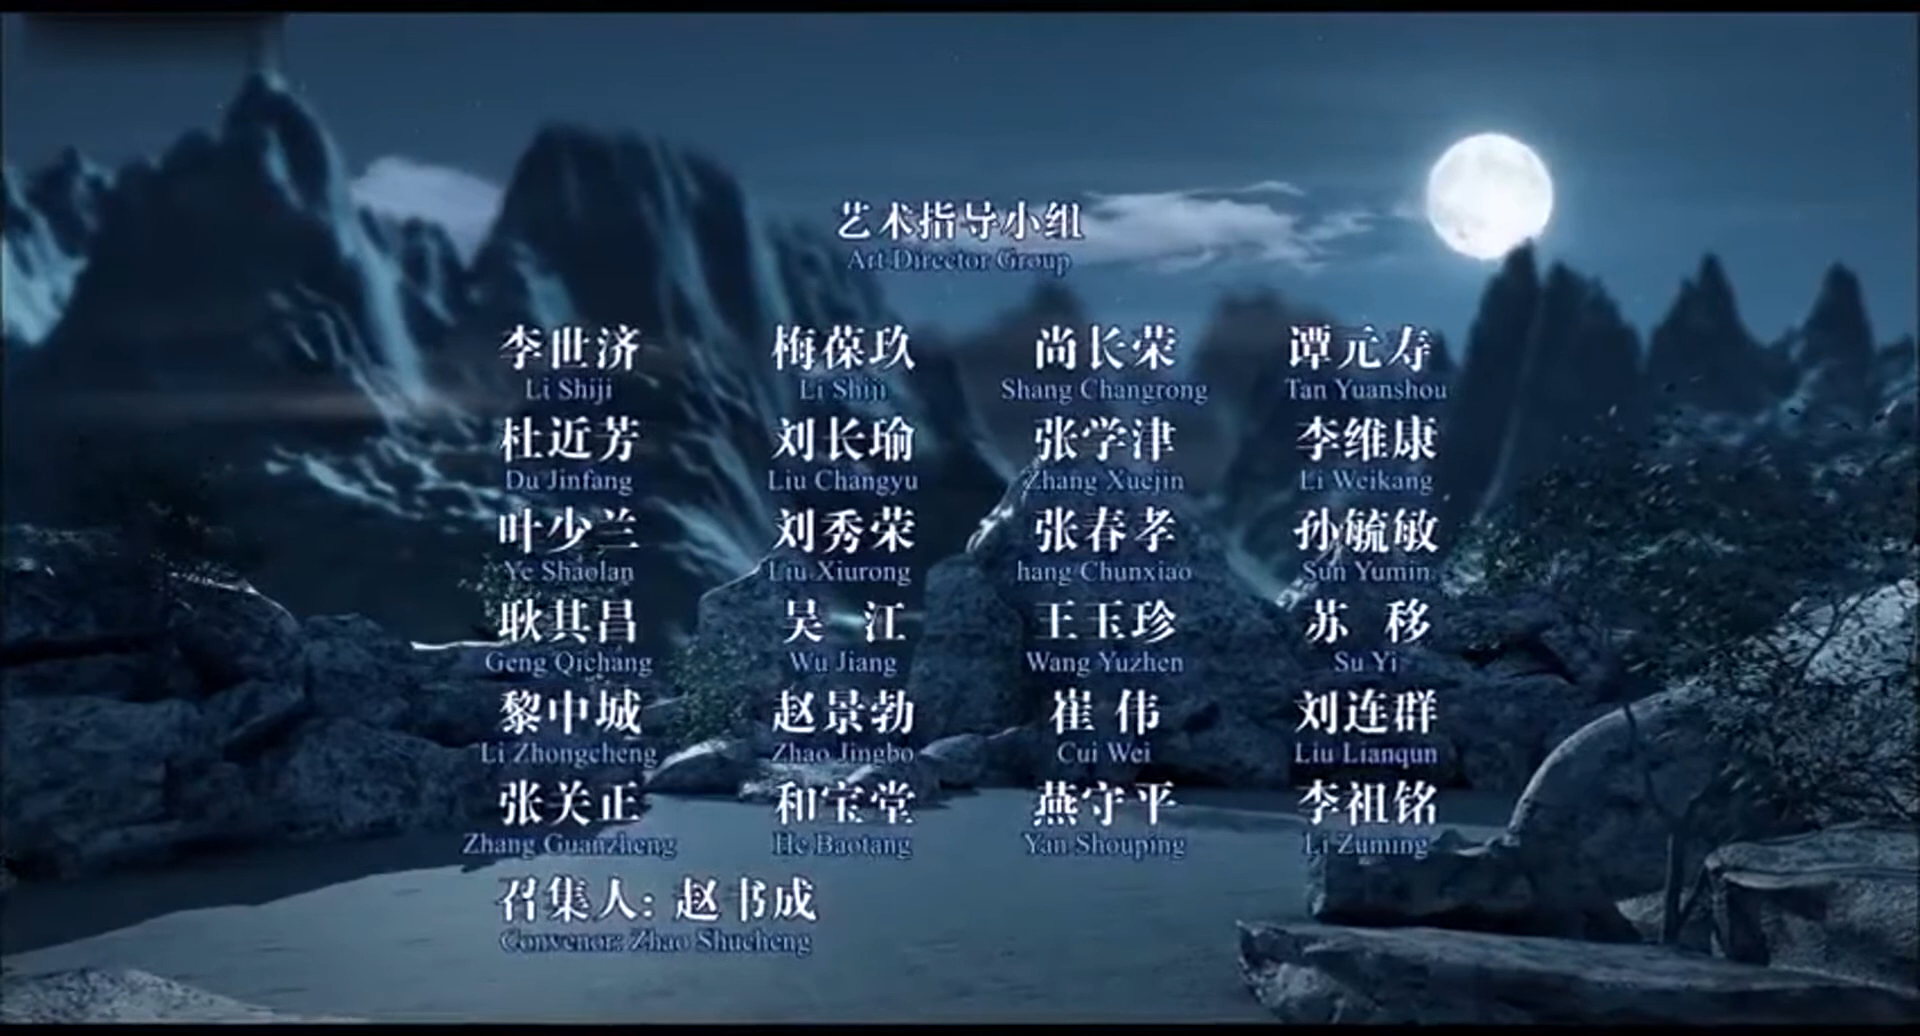 艺术指导小组
Art Director Group
李世济 梅葆玖 尚长荣 谭元寿
Li Shiji Li Shiji Shang Changrong Tan Yuanshou
杜近芳 刘长瑜 张学津 李维康
Du Jinfang Liu Changyu Zhang Xuejin Li Weikang
叶少兰 刘秀荣 张春孝 孙毓敏
Ye Shaolan Liu Xiurong hang Chunxiao Sun Yumin
耿其昌 吴 江 王玉珍 苏 移
Geng Qichang Wu Jiang Wang Yuzhen Su Yi
黎中城 赵景勃 崔 伟 刘连群
Li Zhongcheng Zhao Jingbo Cui Wei Liu Lianqun
张关正 和宝堂 燕守平 李祖铭
Zhang Guanzheng He Baotang Yan Shouping Li Zuming
召集人: 赵书成
Convenor: Zhao Shucheng